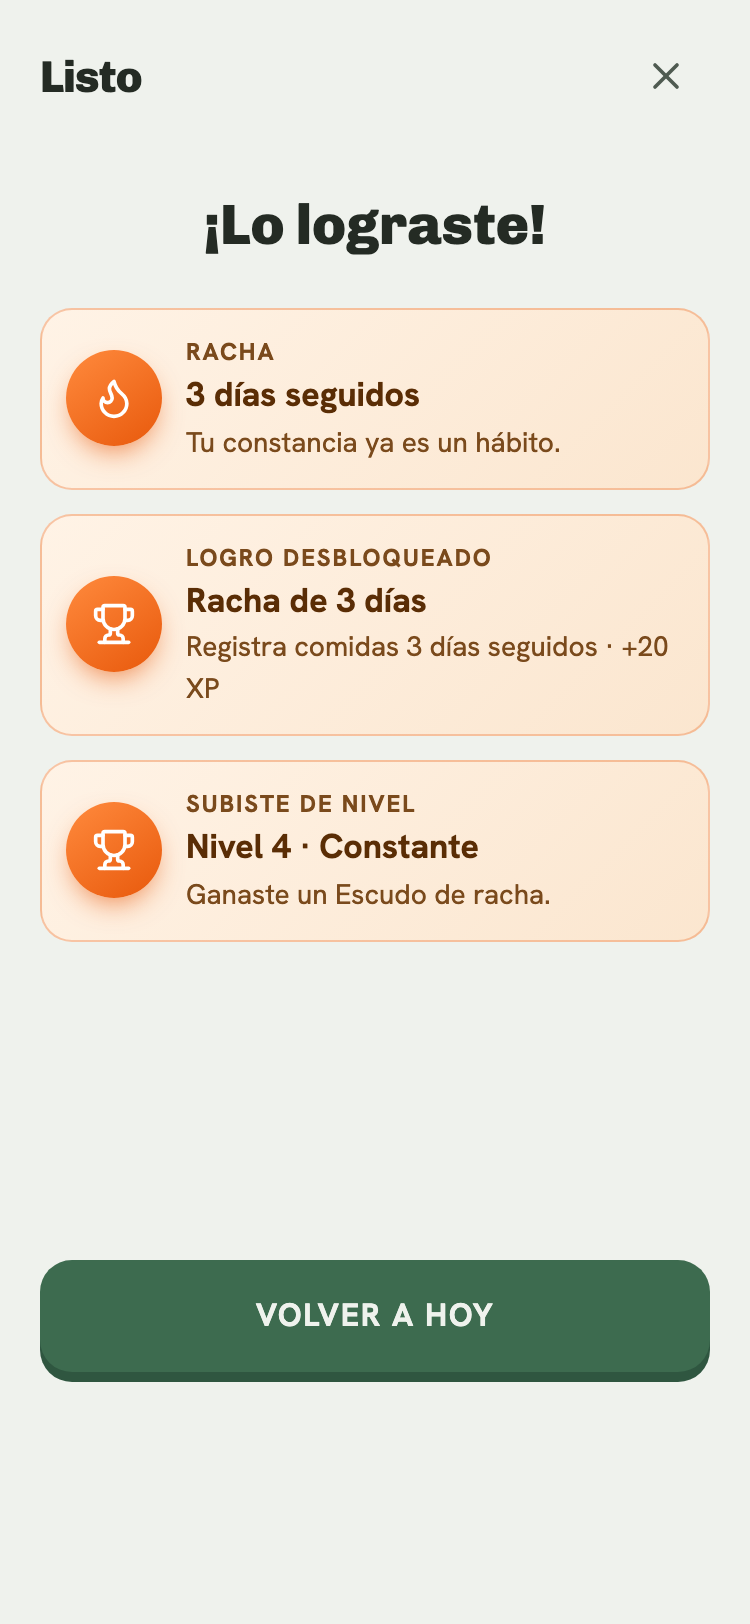 Listo
¡Lo lograste!
RACHA
3 días seguidos
Tu constancia ya es un hábito.
LOGRO DESBLOQUEADO
Racha de 3 días
Registra comidas 3 días seguidos · +20
XP
SUBISTE DE NIVEL
Nivel 4 · Constante
Ganaste un Escudo de racha.
VOLVER A HOY